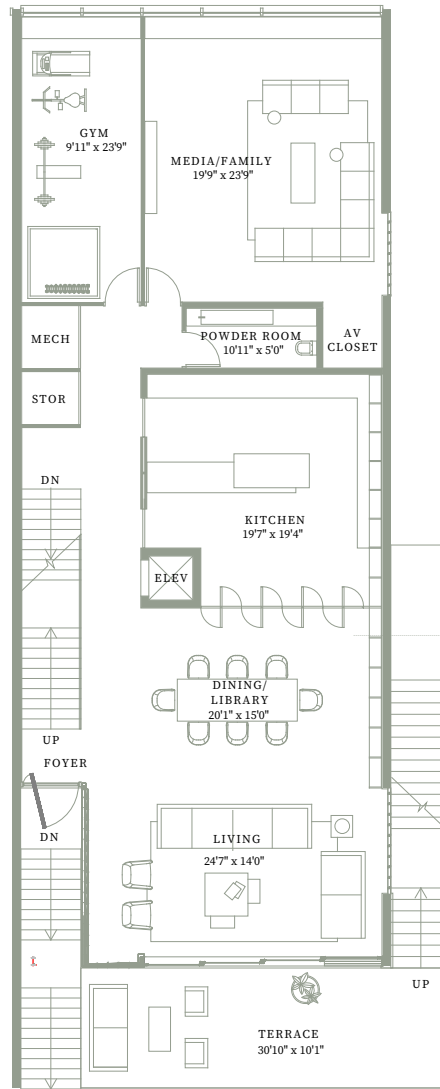 GYM
9'11" x 23'9"
MEDIA/FAMILY
19'9" x 23'9"
MECH
POWDER ROOM
10'11" x 5'0"
AV
CLOSET
STOR
DN
KITCHEN
19'7" x 19'4"
ELEV
DINING/
LIBRARY
20'1" x 15'0"
UP
FOYER
DN
LIVING
24'7" x 14'0"
UP
TERRACE
30'10" x 10'1"